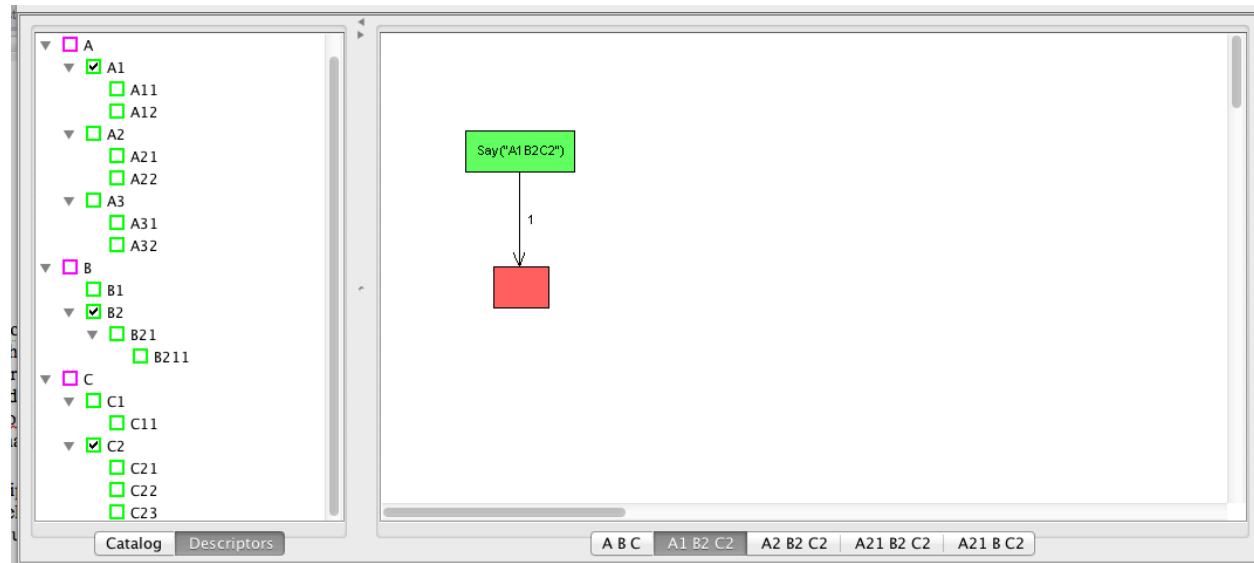 A
A1
A11
A12
A2
A21
A22
A3
A31
A32
B
B1
B2
B21
B211
C
C1
C11
C2
C21
C22
C23
Catalog Descriptors
Say("A1B2C2")
1
A B C A1 B2 C2 A2 B2 C2 A21 B2 C2 A21 B C2